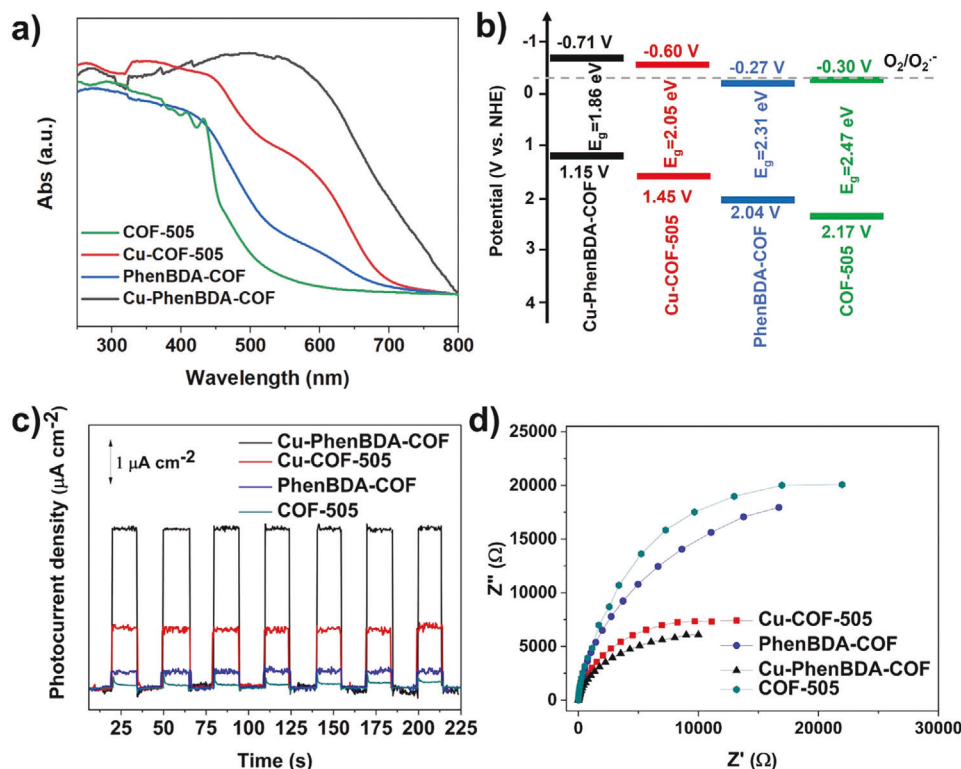 a)
Abs (a.u.)
COF-505
Cu-COF-505
PhenBDA-COF
Cu-PhenBDA-COF
300 400 500 600 700 800
Wavelength (nm)
b)
Potential (V vs. NHE)
-1
0
1
2
3
4
O₂/O₂·⁻
-0.71 V
Eg=1.86 eV
1.15 V
Cu-PhenBDA-COF
-0.60 V
Eg=2.05 eV
1.45 V
Cu-COF-505
-0.27 V
Eg=2.31 eV
2.04 V
PhenBDA-COF
-0.30 V
Eg=2.47 eV
2.17 V
COF-505
c)
Photocurrent density (μA cm⁻²)
1 μA cm⁻²
Cu-PhenBDA-COF
Cu-COF-505
PhenBDA-COF
COF-505
25 50 75 100 125 150 175 200 225
Time (s)
d)
Z'' (Ω)
25000
20000
15000
10000
5000
0
Cu-COF-505
PhenBDA-COF
Cu-PhenBDA-COF
COF-505
0 10000 20000 30000
Z' (Ω)